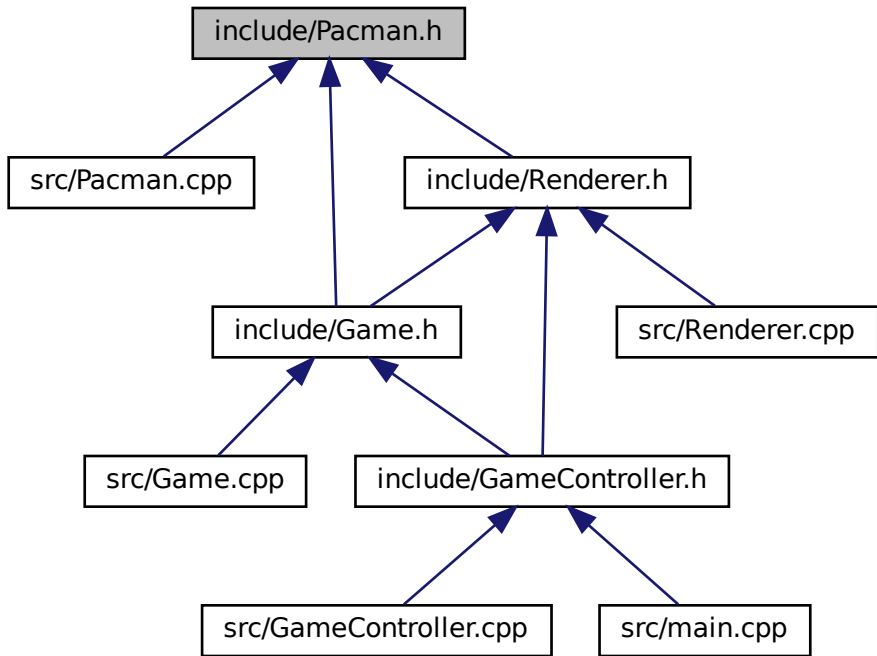 include/Pacman.h
src/Pacman.cpp
include/Renderer.h
include/Game.h
src/Renderer.cpp
src/Game.cpp
include/GameController.h
src/GameController.cpp
src/main.cpp